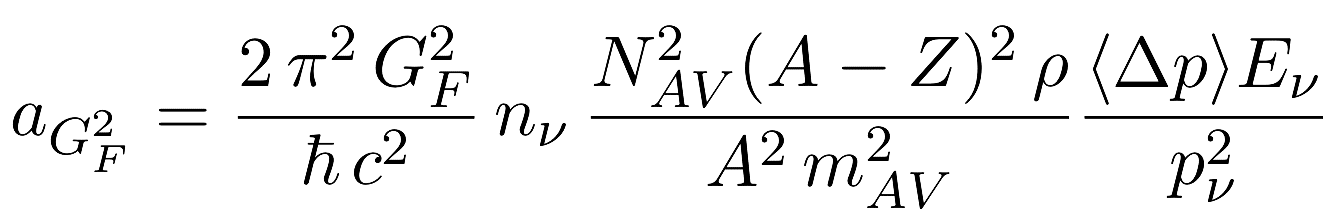 a_{G_F^2} = \frac{2\,\pi^2\,G_F^2}{\hbar\,c^2}\,n_\nu\,\frac{N_{AV}^2(A-Z)^2\,\rho}{A^2\,m_{AV}^2}\frac{\langle\Delta p\rangle E_\nu}{p_\nu^2}